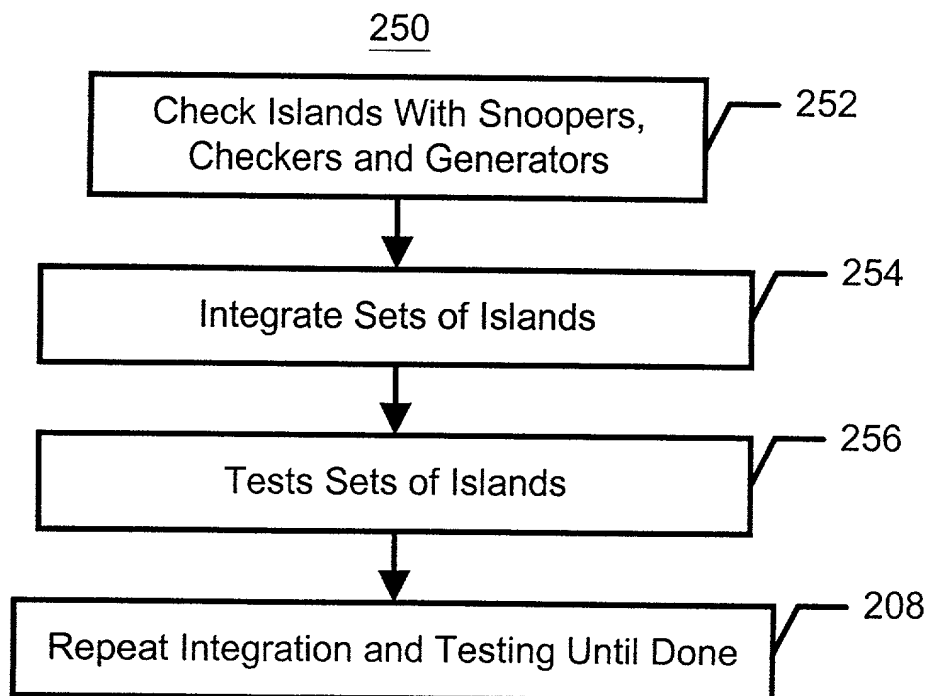 250
Check Islands With Snoopers,
Checkers and Generators
252
Integrate Sets of Islands
254
Tests Sets of Islands
256
Repeat Integration and Testing Until Done
208